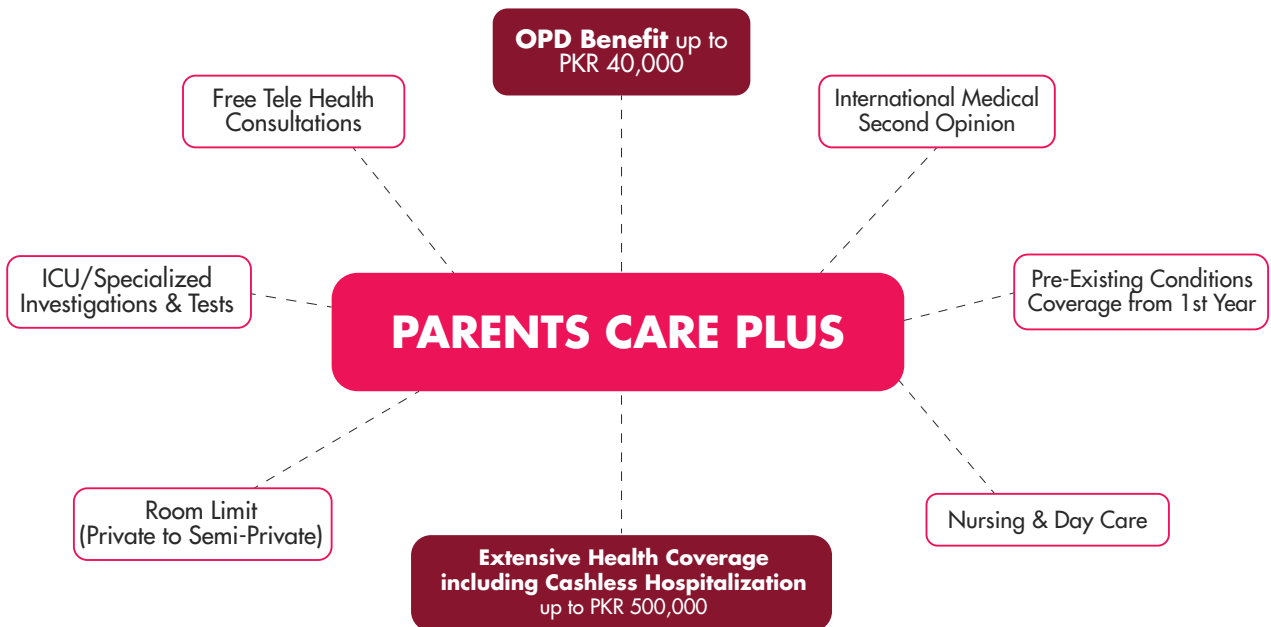 OPD Benefit up to
PKR 40,000
Free Tele Health
Consultations
International Medical
Second Opinion
ICU/Specialized
Investigations & Tests
PARENTS CARE PLUS
Pre-Existing Conditions
Coverage from 1st Year
Room Limit
(Private to Semi-Private)
Nursing & Day Care
Extensive Health Coverage
including Cashless Hospitalization
up to PKR 500,000